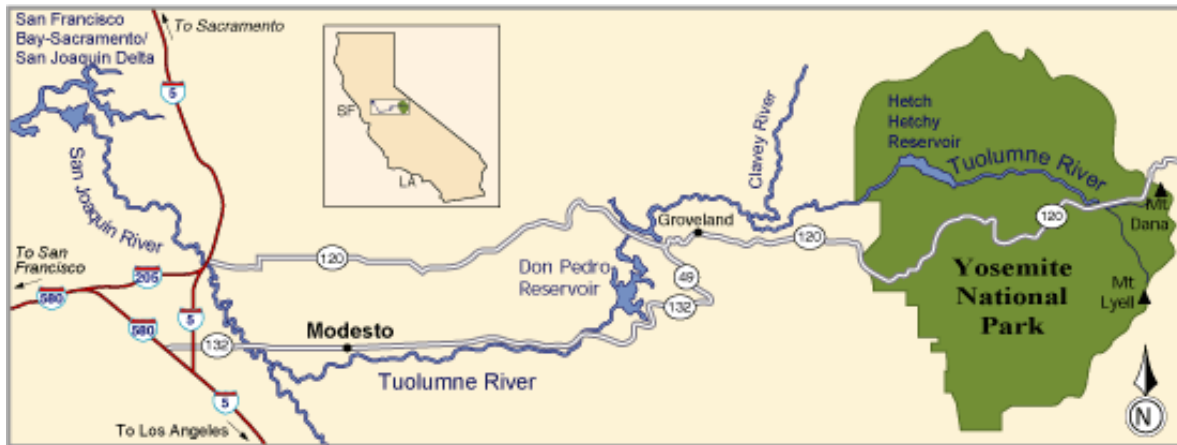 San Francisco
Bay-Sacramento/
San Joaquin Delta
To Sacramento
5
SF
LA
San Joaquin River
To San
Francisco
580
205
580
5
132
5
To Los Angeles
120
Modesto
Tuolumne River
Don Pedro
Reservoir
49
132
Groveland
120
Clavey River
Hetch
Hetchy
Reservoir
Tuolumne River
120
Mt
Dana
Mt
Lyell
Yosemite
National
Park
N